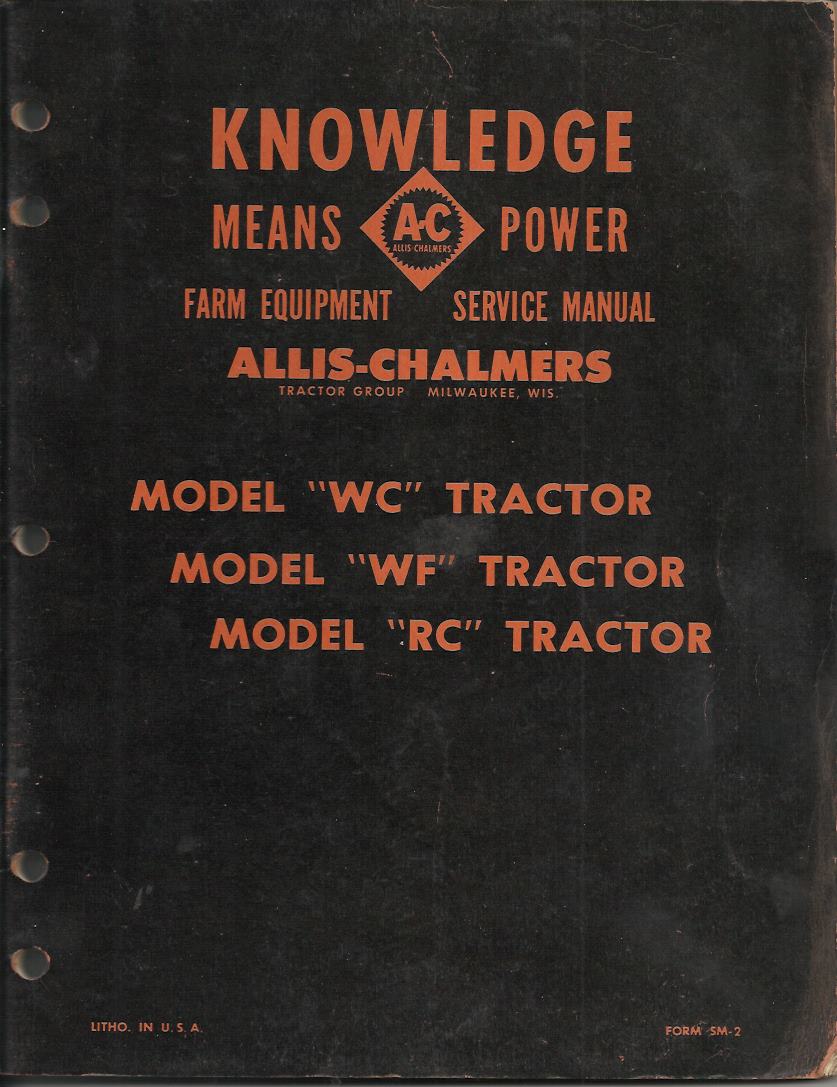 KNOWLEDGE
MEANS A-C POWER
ALLIS-CHALMERS
FARM EQUIPMENT SERVICE MANUAL
ALLIS-CHALMERS
TRACTOR GROUP MILWAUKEE, WIS.
MODEL "WC" TRACTOR
MODEL "WF" TRACTOR
MODEL "RC" TRACTOR
LITHO. IN U.S.A. FORM SM-2